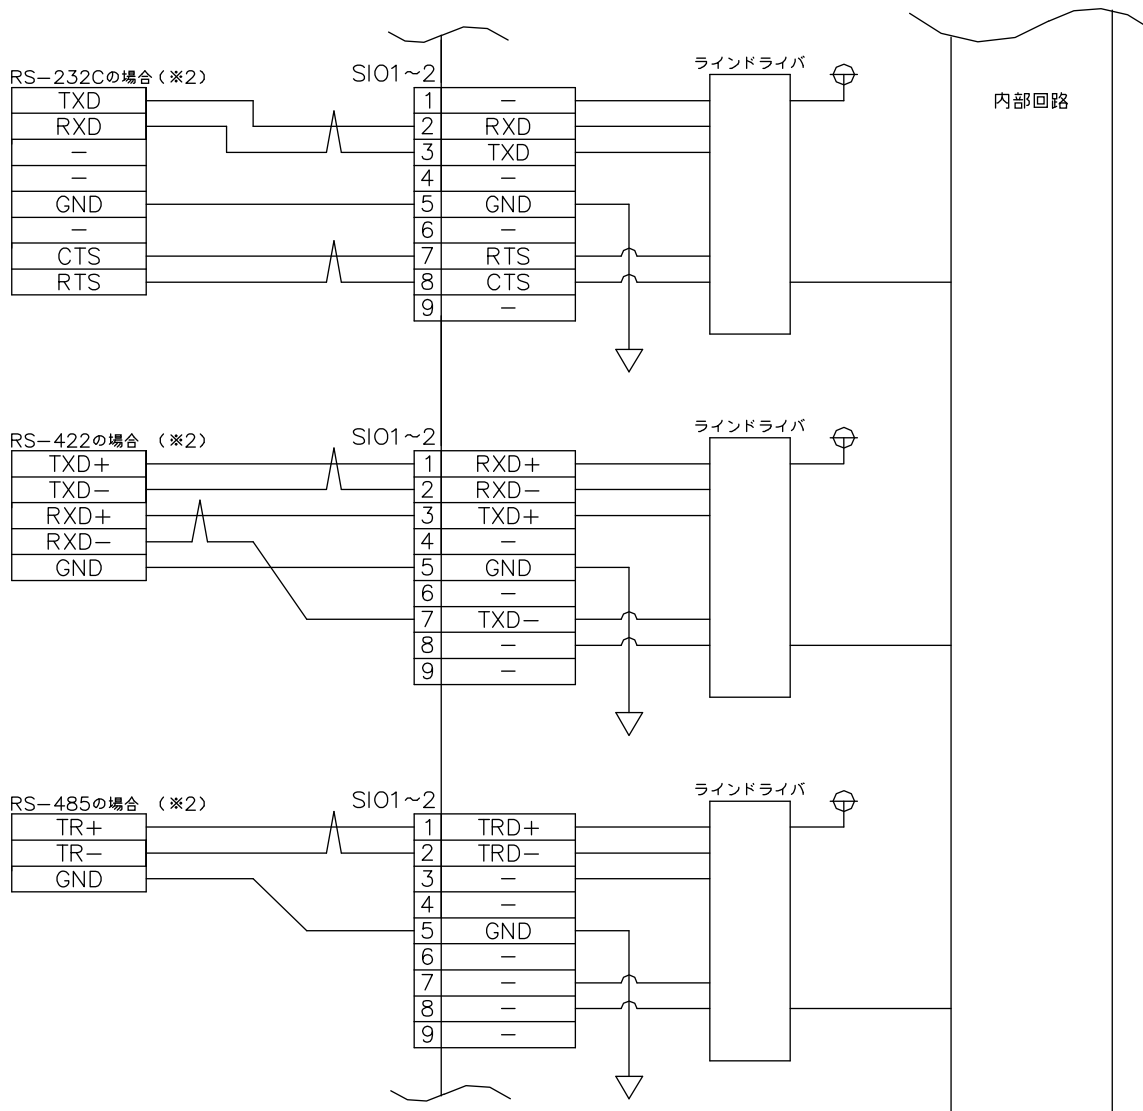 RS-232Cの場合(※2)
TXD
RXD
-
-
GND
-
CTS
RTS
SIO1~2
1 -
2 RXD
3 TXD
4 -
5 GND
6 -
7 RTS
8 CTS
9 -
ラインドライバ
内部回路
RS-422の場合 (※2)
TXD+
TXD-
RXD+
RXD-
GND
SIO1~2
1 RXD+
2 RXD-
3 TXD+
4 -
5 GND
6 -
7 TXD-
8 -
9 -
ラインドライバ
RS-485の場合 (※2)
TR+
TR-
GND
SIO1~2
1 TRD+
2 TRD-
3 -
4 -
5 GND
6 -
7 -
8 -
9 -
ラインドライバ